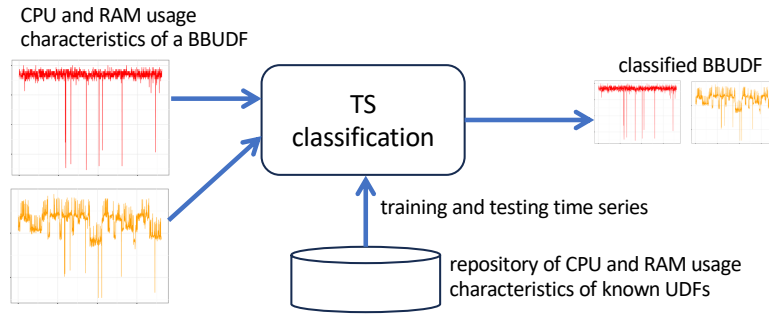 CPU and RAM usage
characteristics of a BBUDF
classified BBUDF
TS
classification
training and testing time series
repository of CPU and RAM usage
characteristics of known UDFs